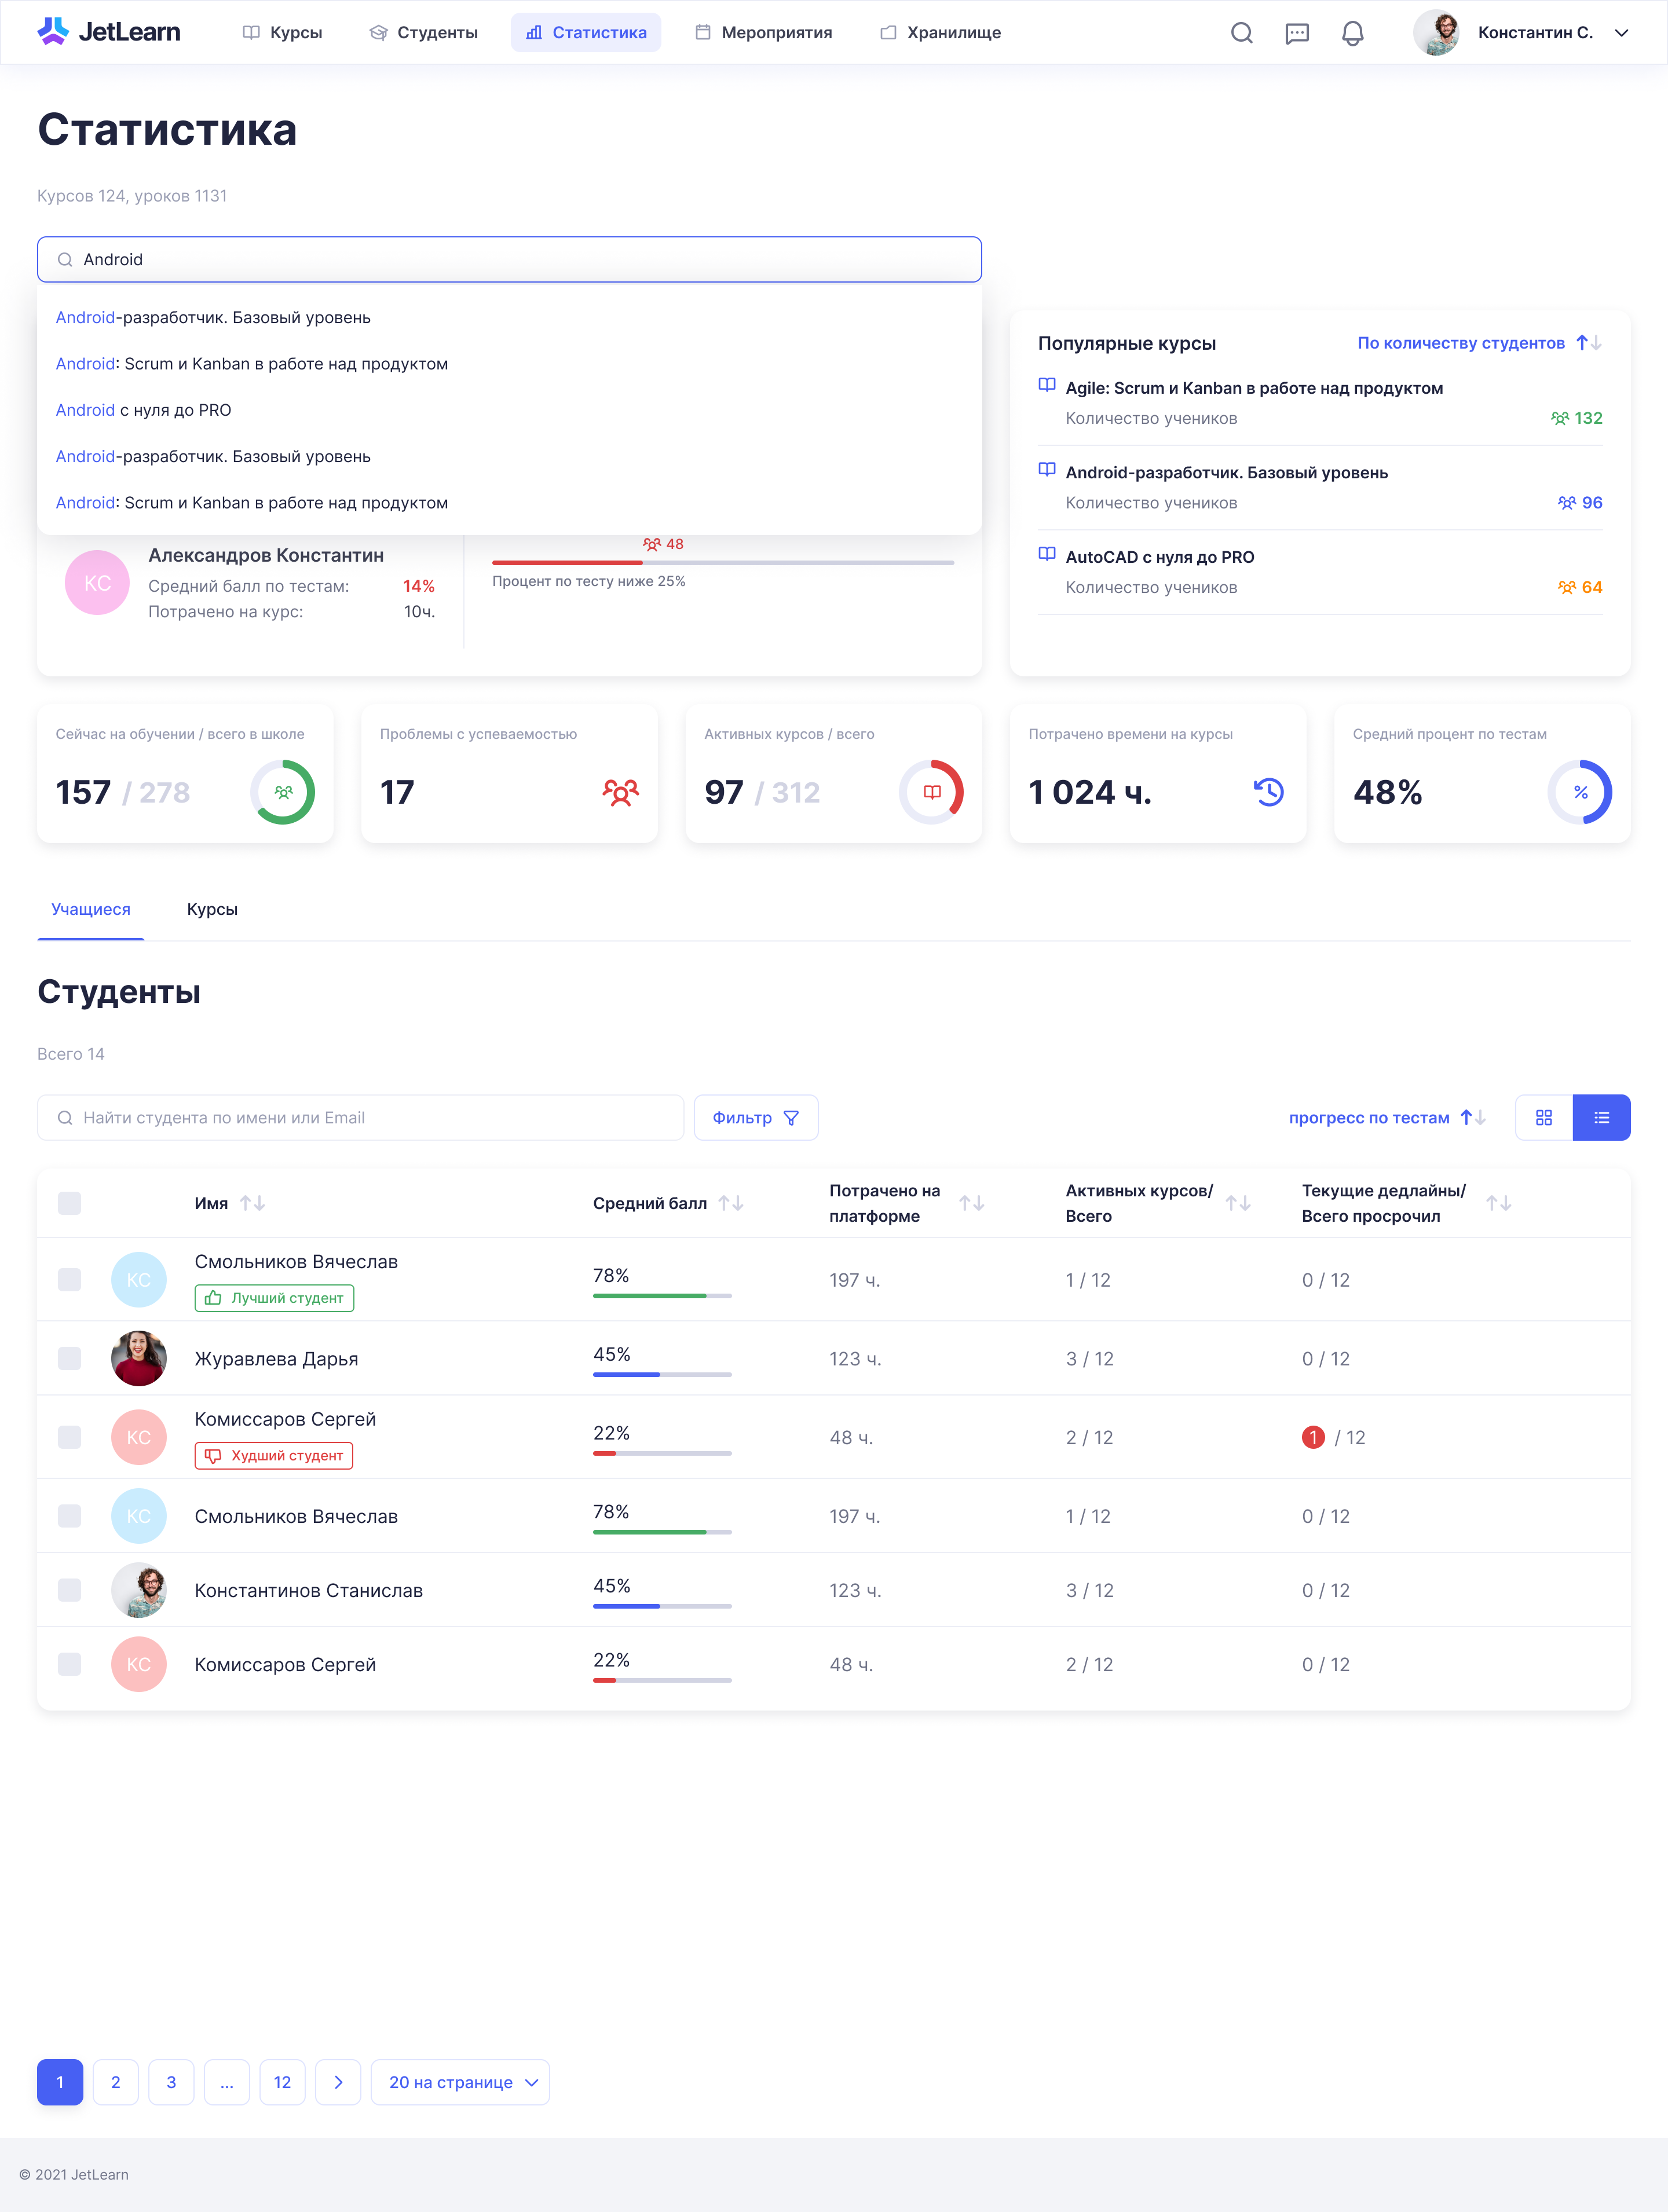 JetLearn
Курсы
Студенты
Статистика
Мероприятия
Хранилище
Константин С.
Статистика
Курсов 124, уроков 1131
Android
Android-разработчик. Базовый уровень
Android: Scrum и Kanban в работе над продуктом
Android с нуля до PRO
Android-разработчик. Базовый уровень
Android: Scrum и Kanban в работе над продуктом
КС
Александров Константин
Средний балл по тестам: 14%
Потрачено на курс: 10ч.
48
Процент по тесту ниже 25%
Популярные курсы
По количеству студентов
Agile: Scrum и Kanban в работе над продуктом
Количество учеников 132
Android-разработчик. Базовый уровень
Количество учеников 96
AutoCAD с нуля до PRO
Количество учеников 64
Сейчас на обучении / всего в школе
157 / 278
Проблемы с успеваемостью
17
Активных курсов / всего
97 / 312
Потрачено времени на курсы
1 024 ч.
Средний процент по тестам
48%
%
Учащиеся
Курсы
Студенты
Всего 14
Найти студента по имени или Email
Фильтр
прогресс по тестам
Имя
Средний балл
Потрачено на
платформе
Активных курсов/
Всего
Текущие дедлайны/
Всего просрочил
КС
Смольников Вячеслав
Лучший студент
78%
197 ч.
1 / 12
0 / 12
Журавлева Дарья
45%
123 ч.
3 / 12
0 / 12
КС
Комиссаров Сергей
Худший студент
22%
48 ч.
2 / 12
1 / 12
КС
Смольников Вячеслав
78%
197 ч.
1 / 12
0 / 12
Константинов Станислав
45%
123 ч.
3 / 12
0 / 12
КС
Комиссаров Сергей
22%
48 ч.
2 / 12
0 / 12
1
2
3
...
12
20 на странице
© 2021 JetLearn